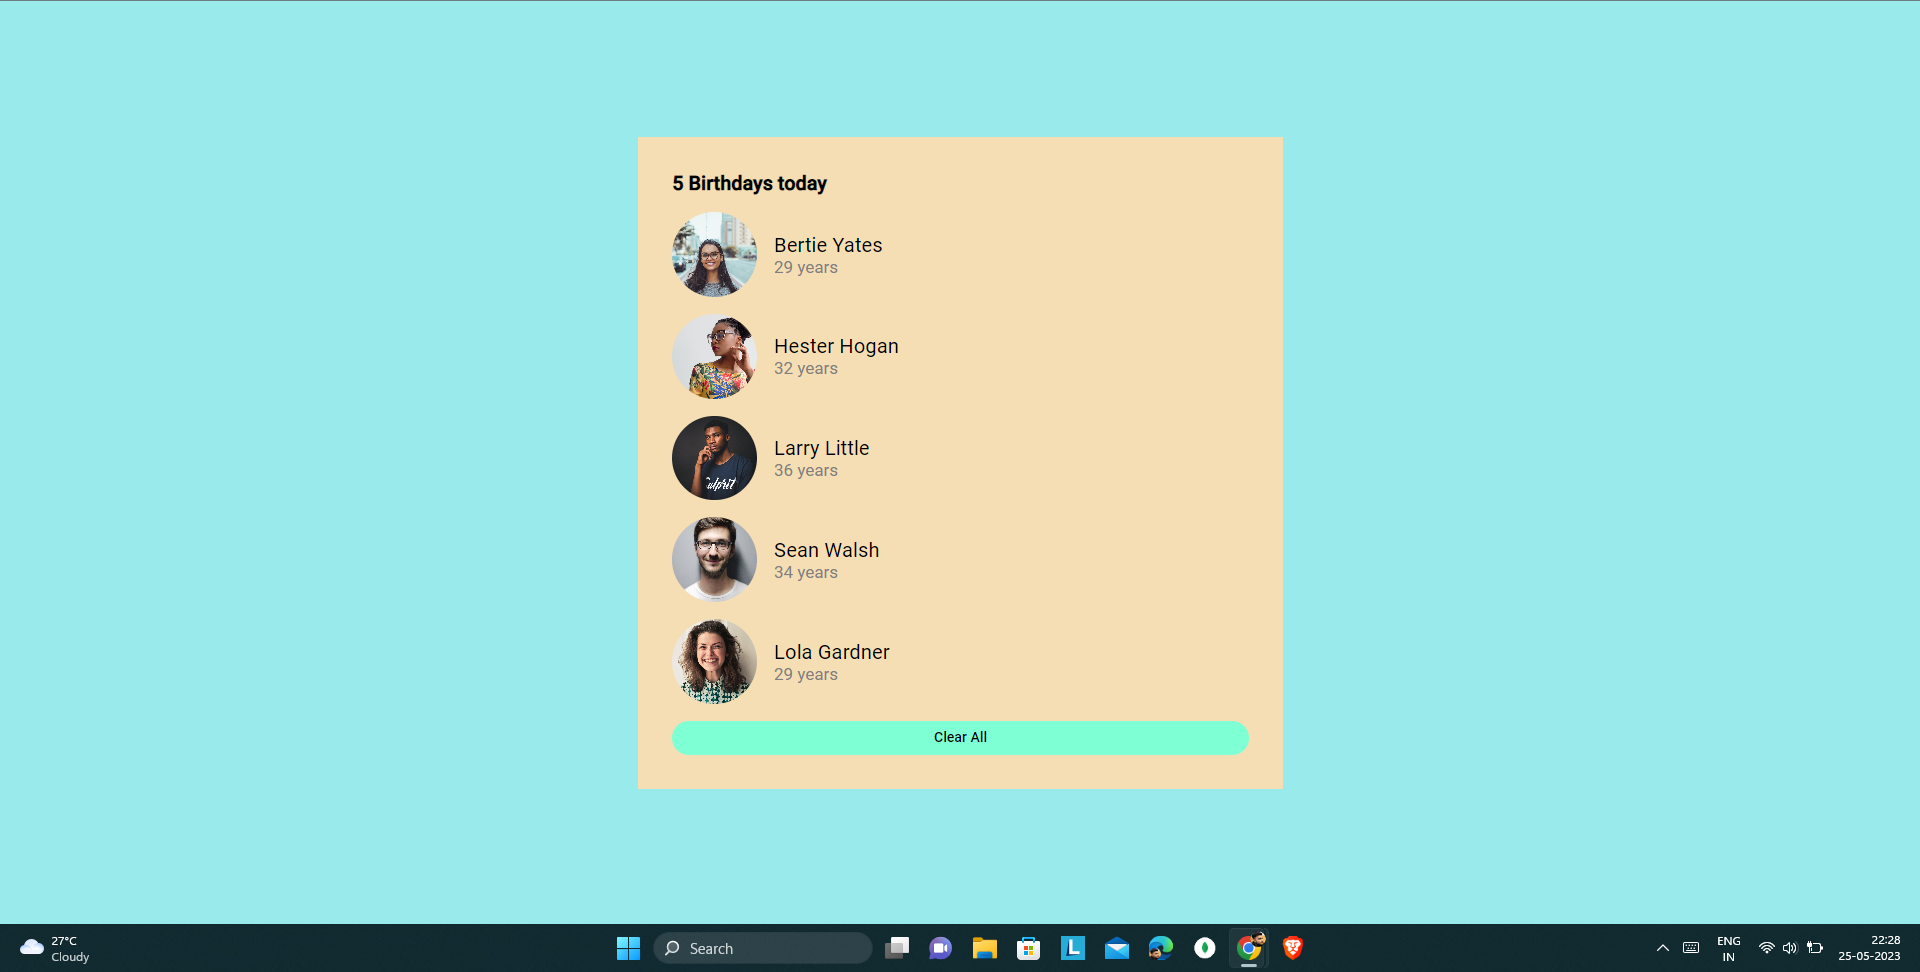 5 Birthdays today
Bertie Yates
29 years
Hester Hogan
32 years
Larry Little
36 years
Sean Walsh
34 years
Lola Gardner
29 years
Clear All
27°C
Cloudy
Search
L
ENG
IN
22:28
25-05-2023